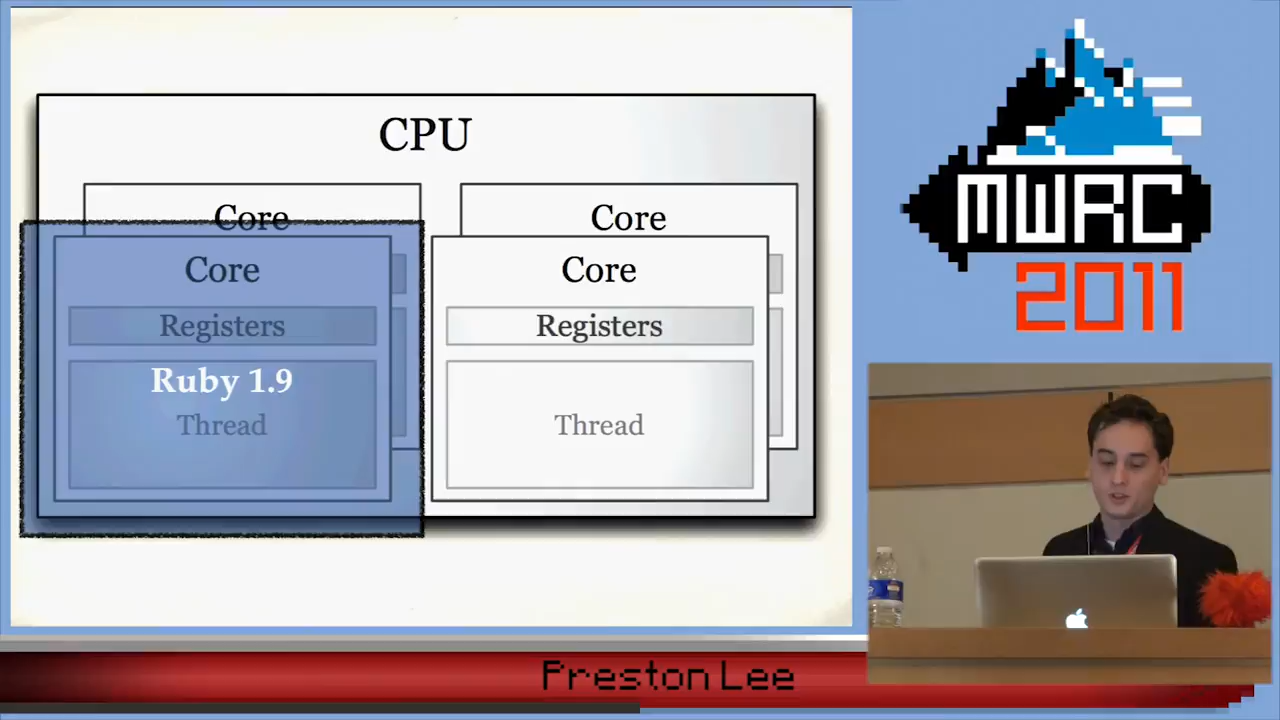 CPU
Core
Core
Core
Core
Registers
Registers
Ruby 1.9
Thread
Thread
MWRC
2011
Preston Lee